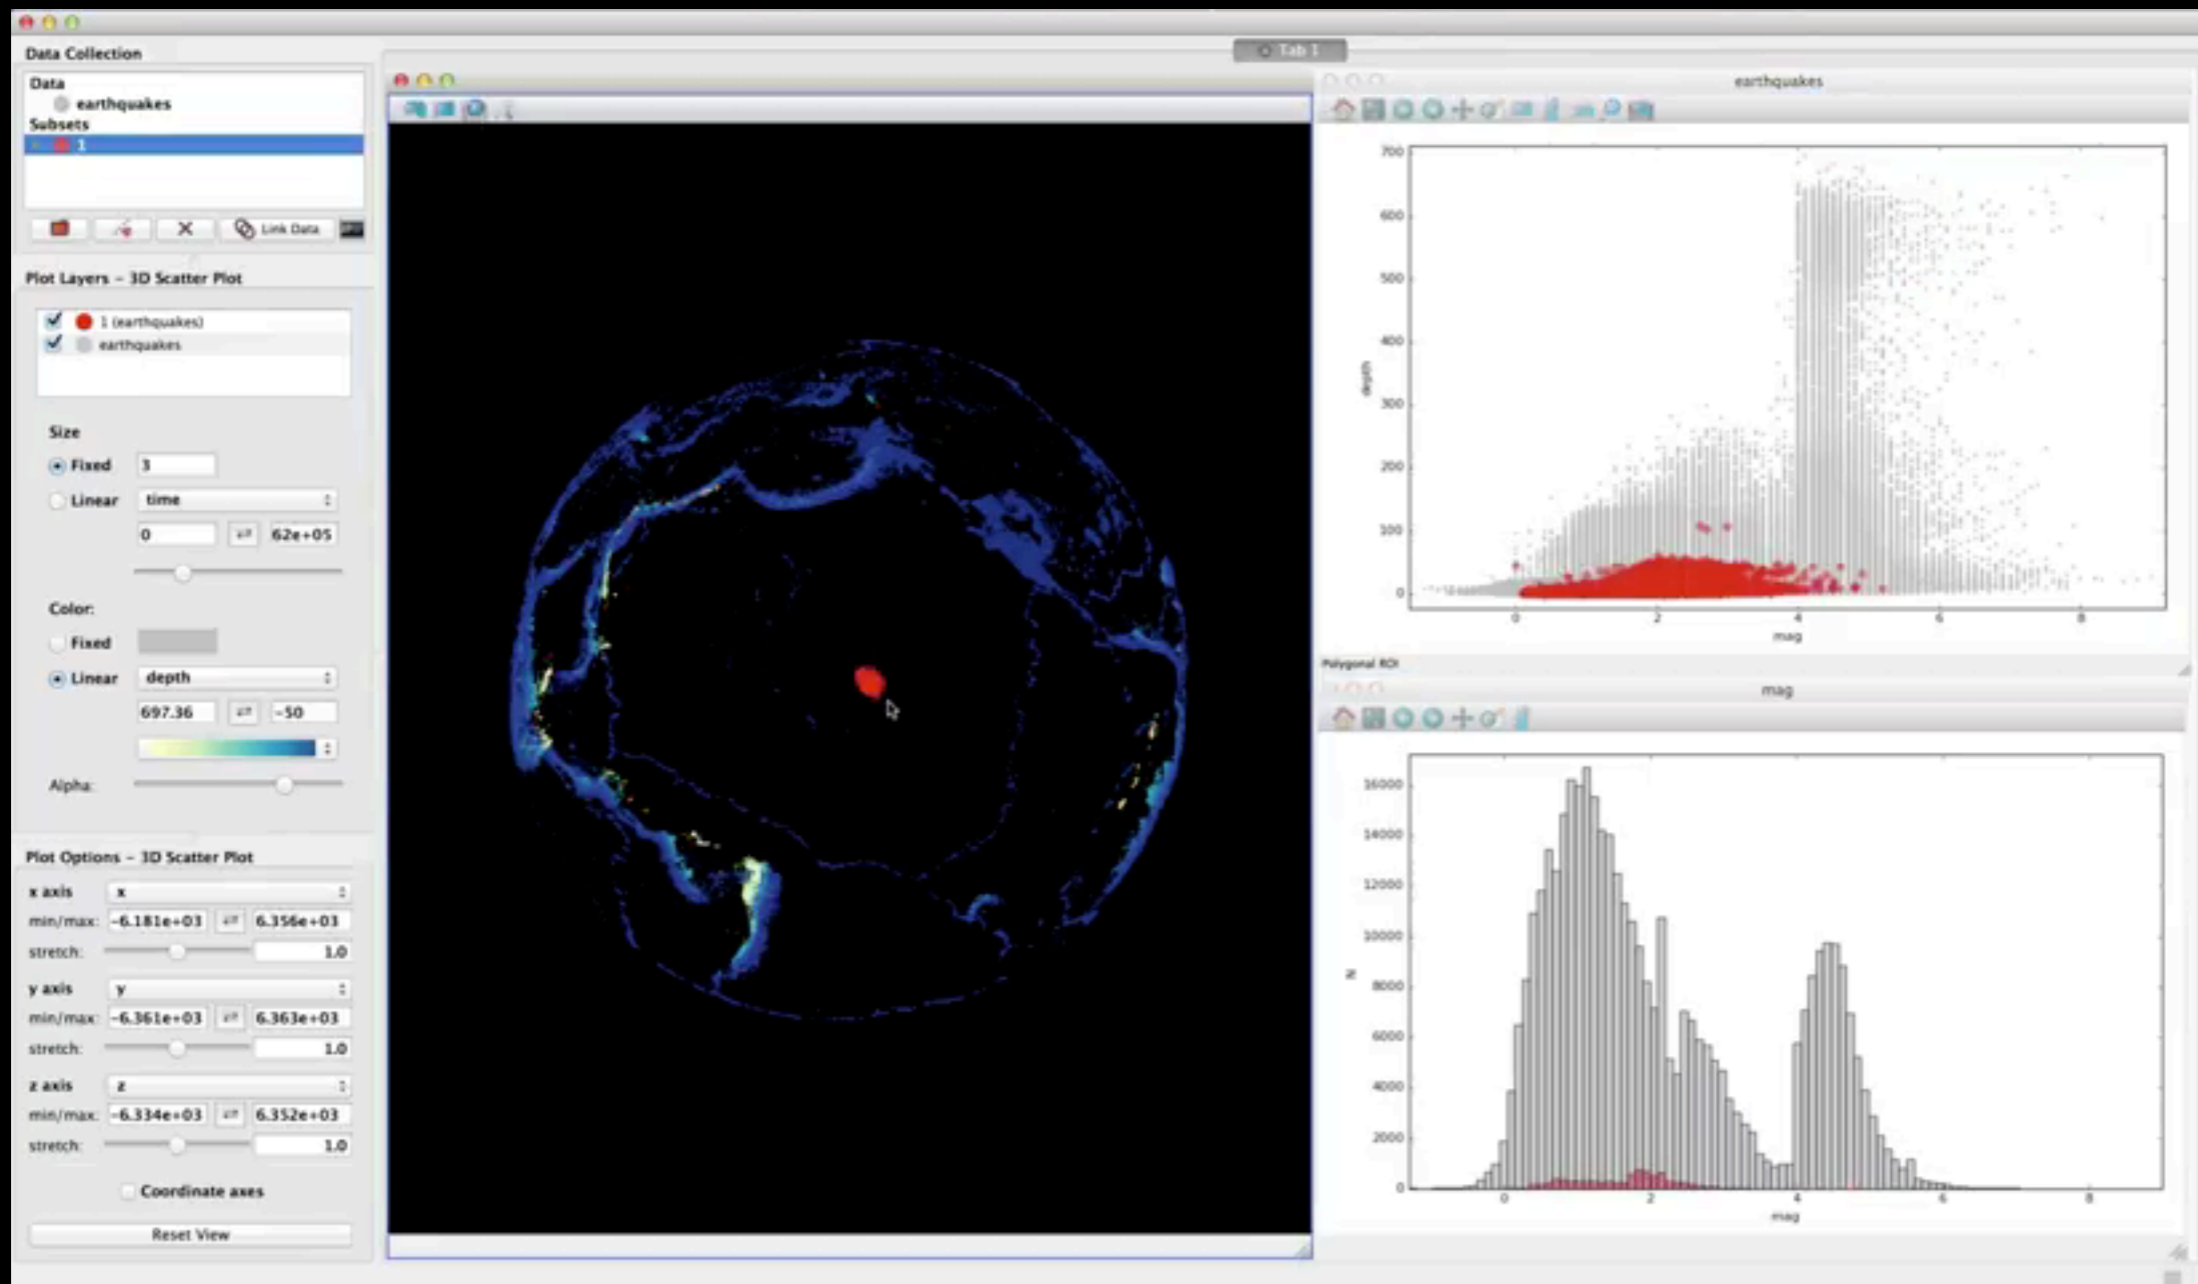 Data Collection
Data
earthquakes
Subsets
1
Link Data
Plot Layers - 3D Scatter Plot
1 (earthquakes)
earthquakes
Size
Fixed 3
Linear time
0 62e+05
Color:
Fixed
Linear depth
697.36 -50
Alpha:
Plot Options - 3D Scatter Plot
x axis x
min/max: -6.181e+03 6.356e+03
stretch: 1.0
y axis y
min/max: -6.361e+03 6.363e+03
stretch: 1.0
z axis z
min/max: -6.334e+03 6.352e+03
stretch: 1.0
Coordinate axes
Reset View
Tab 1
earthquakes
700
600
500
400
300
200
100
0
depth
0 2 4 6 8
mag
Polygonal ROI
mag
16000
14000
12000
10000
8000
6000
4000
2000
0
N
0 2 4 6 8
mag